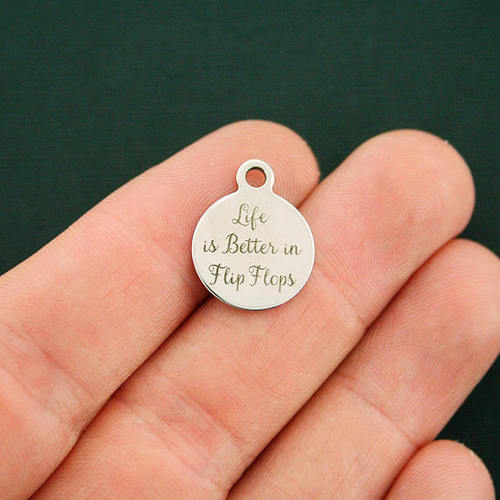 Life
is Better in
Flip Flops